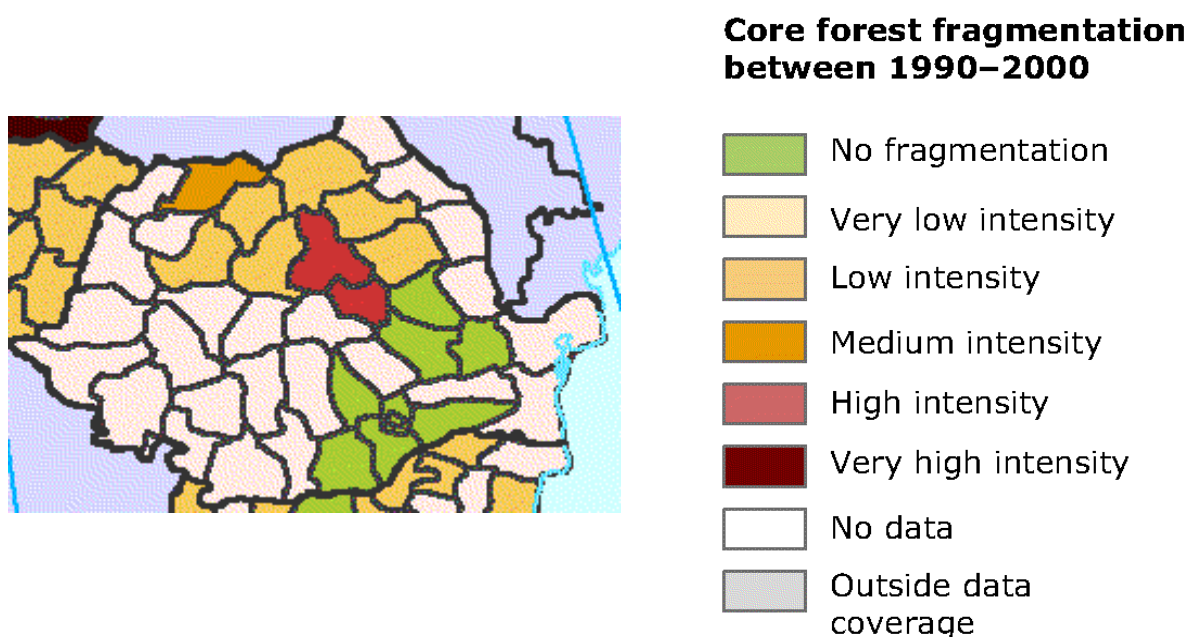 Core forest fragmentation
between 1990–2000
No fragmentation
Very low intensity
Low intensity
Medium intensity
High intensity
Very high intensity
No data
Outside data
coverage